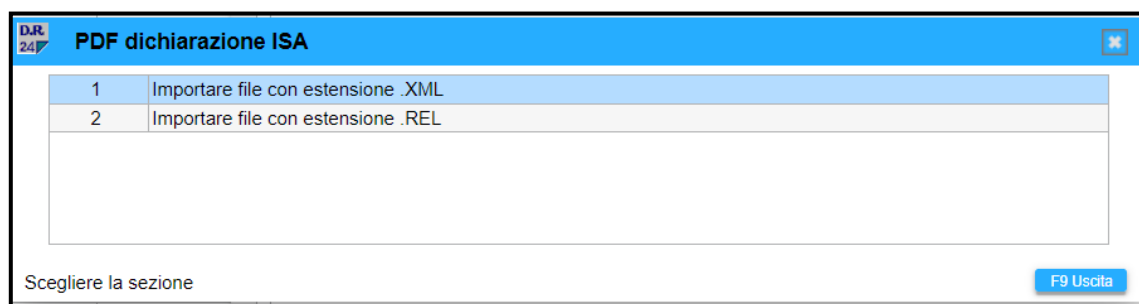 D.R.
24
PDF dichiarazione ISA
1 Importare file con estensione .XML
2 Importare file con estensione .REL
Scegliere la sezione
F9 Uscita